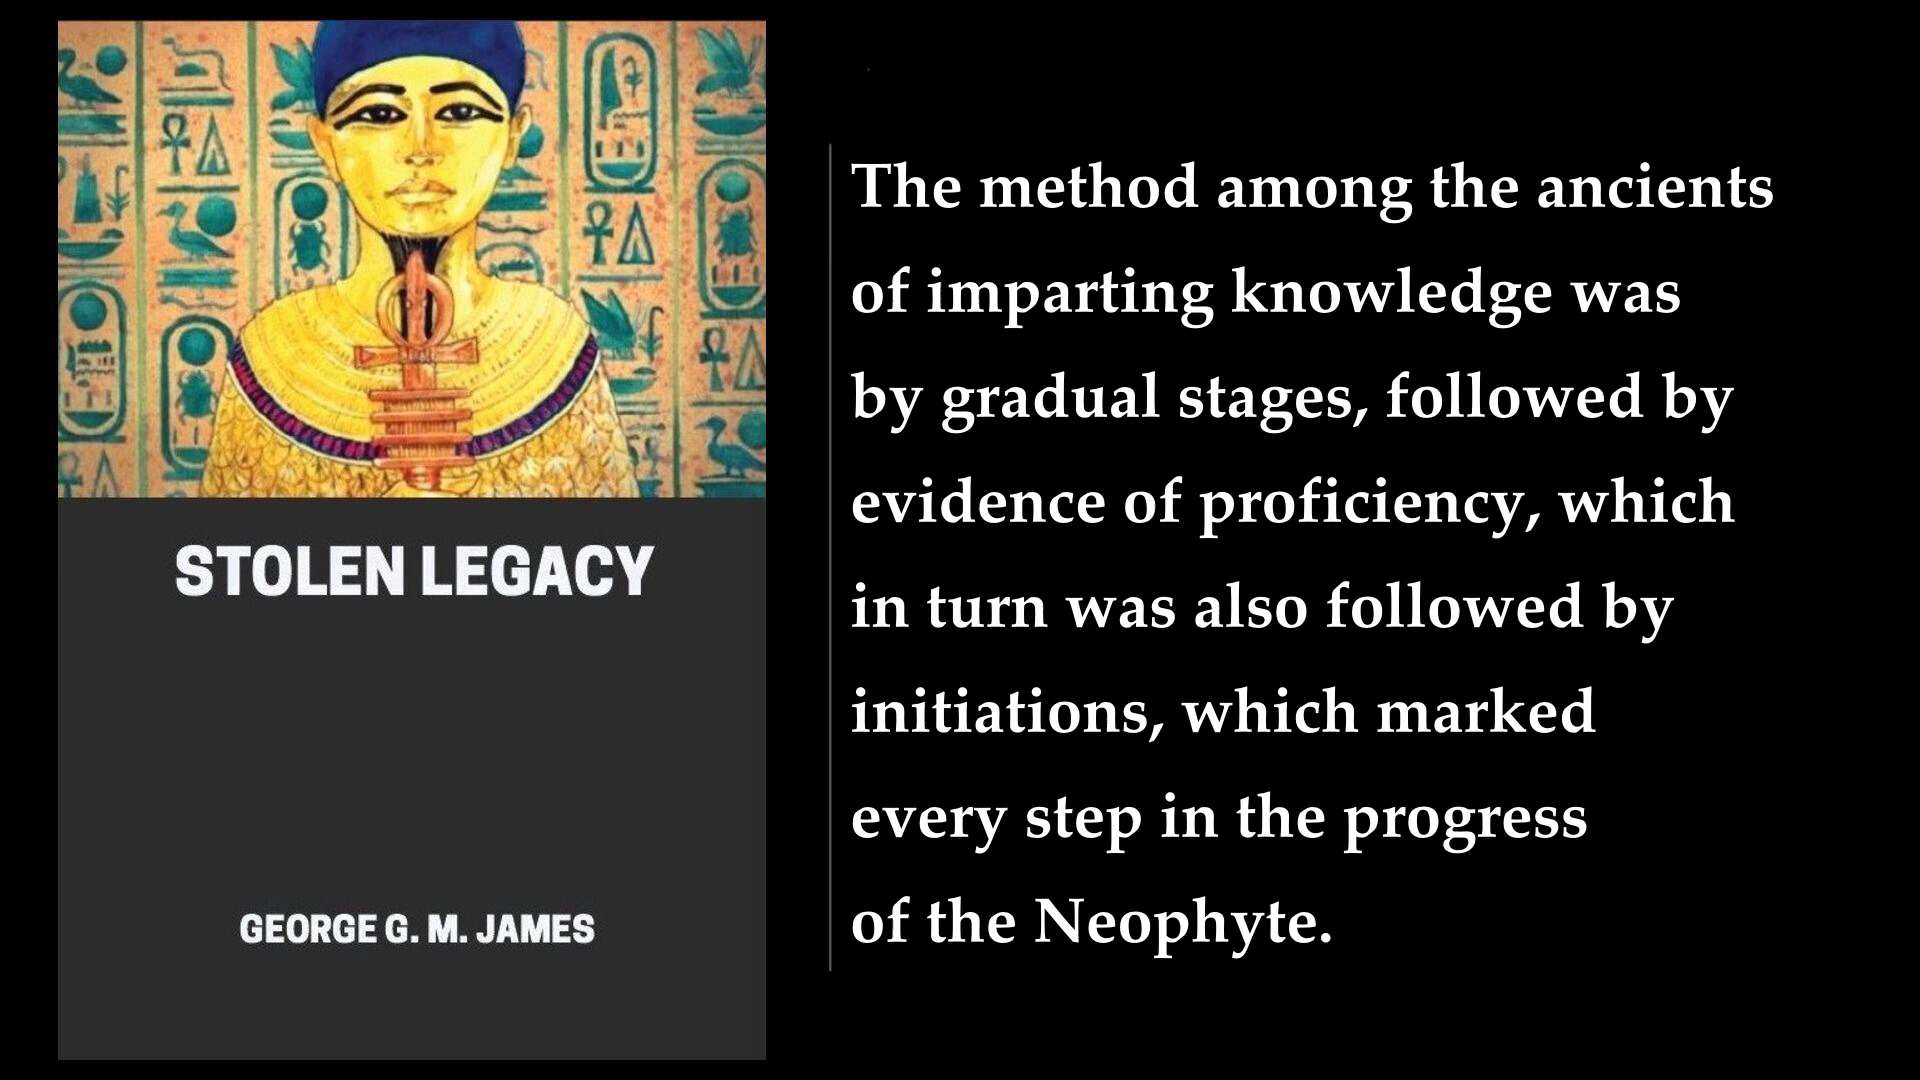 STOLEN LEGACY
GEORGE G. M. JAMES
The method among the ancients
of imparting knowledge was
by gradual stages, followed by
evidence of proficiency, which
in turn was also followed by
initiations, which marked
every step in the progress
of the Neophyte.